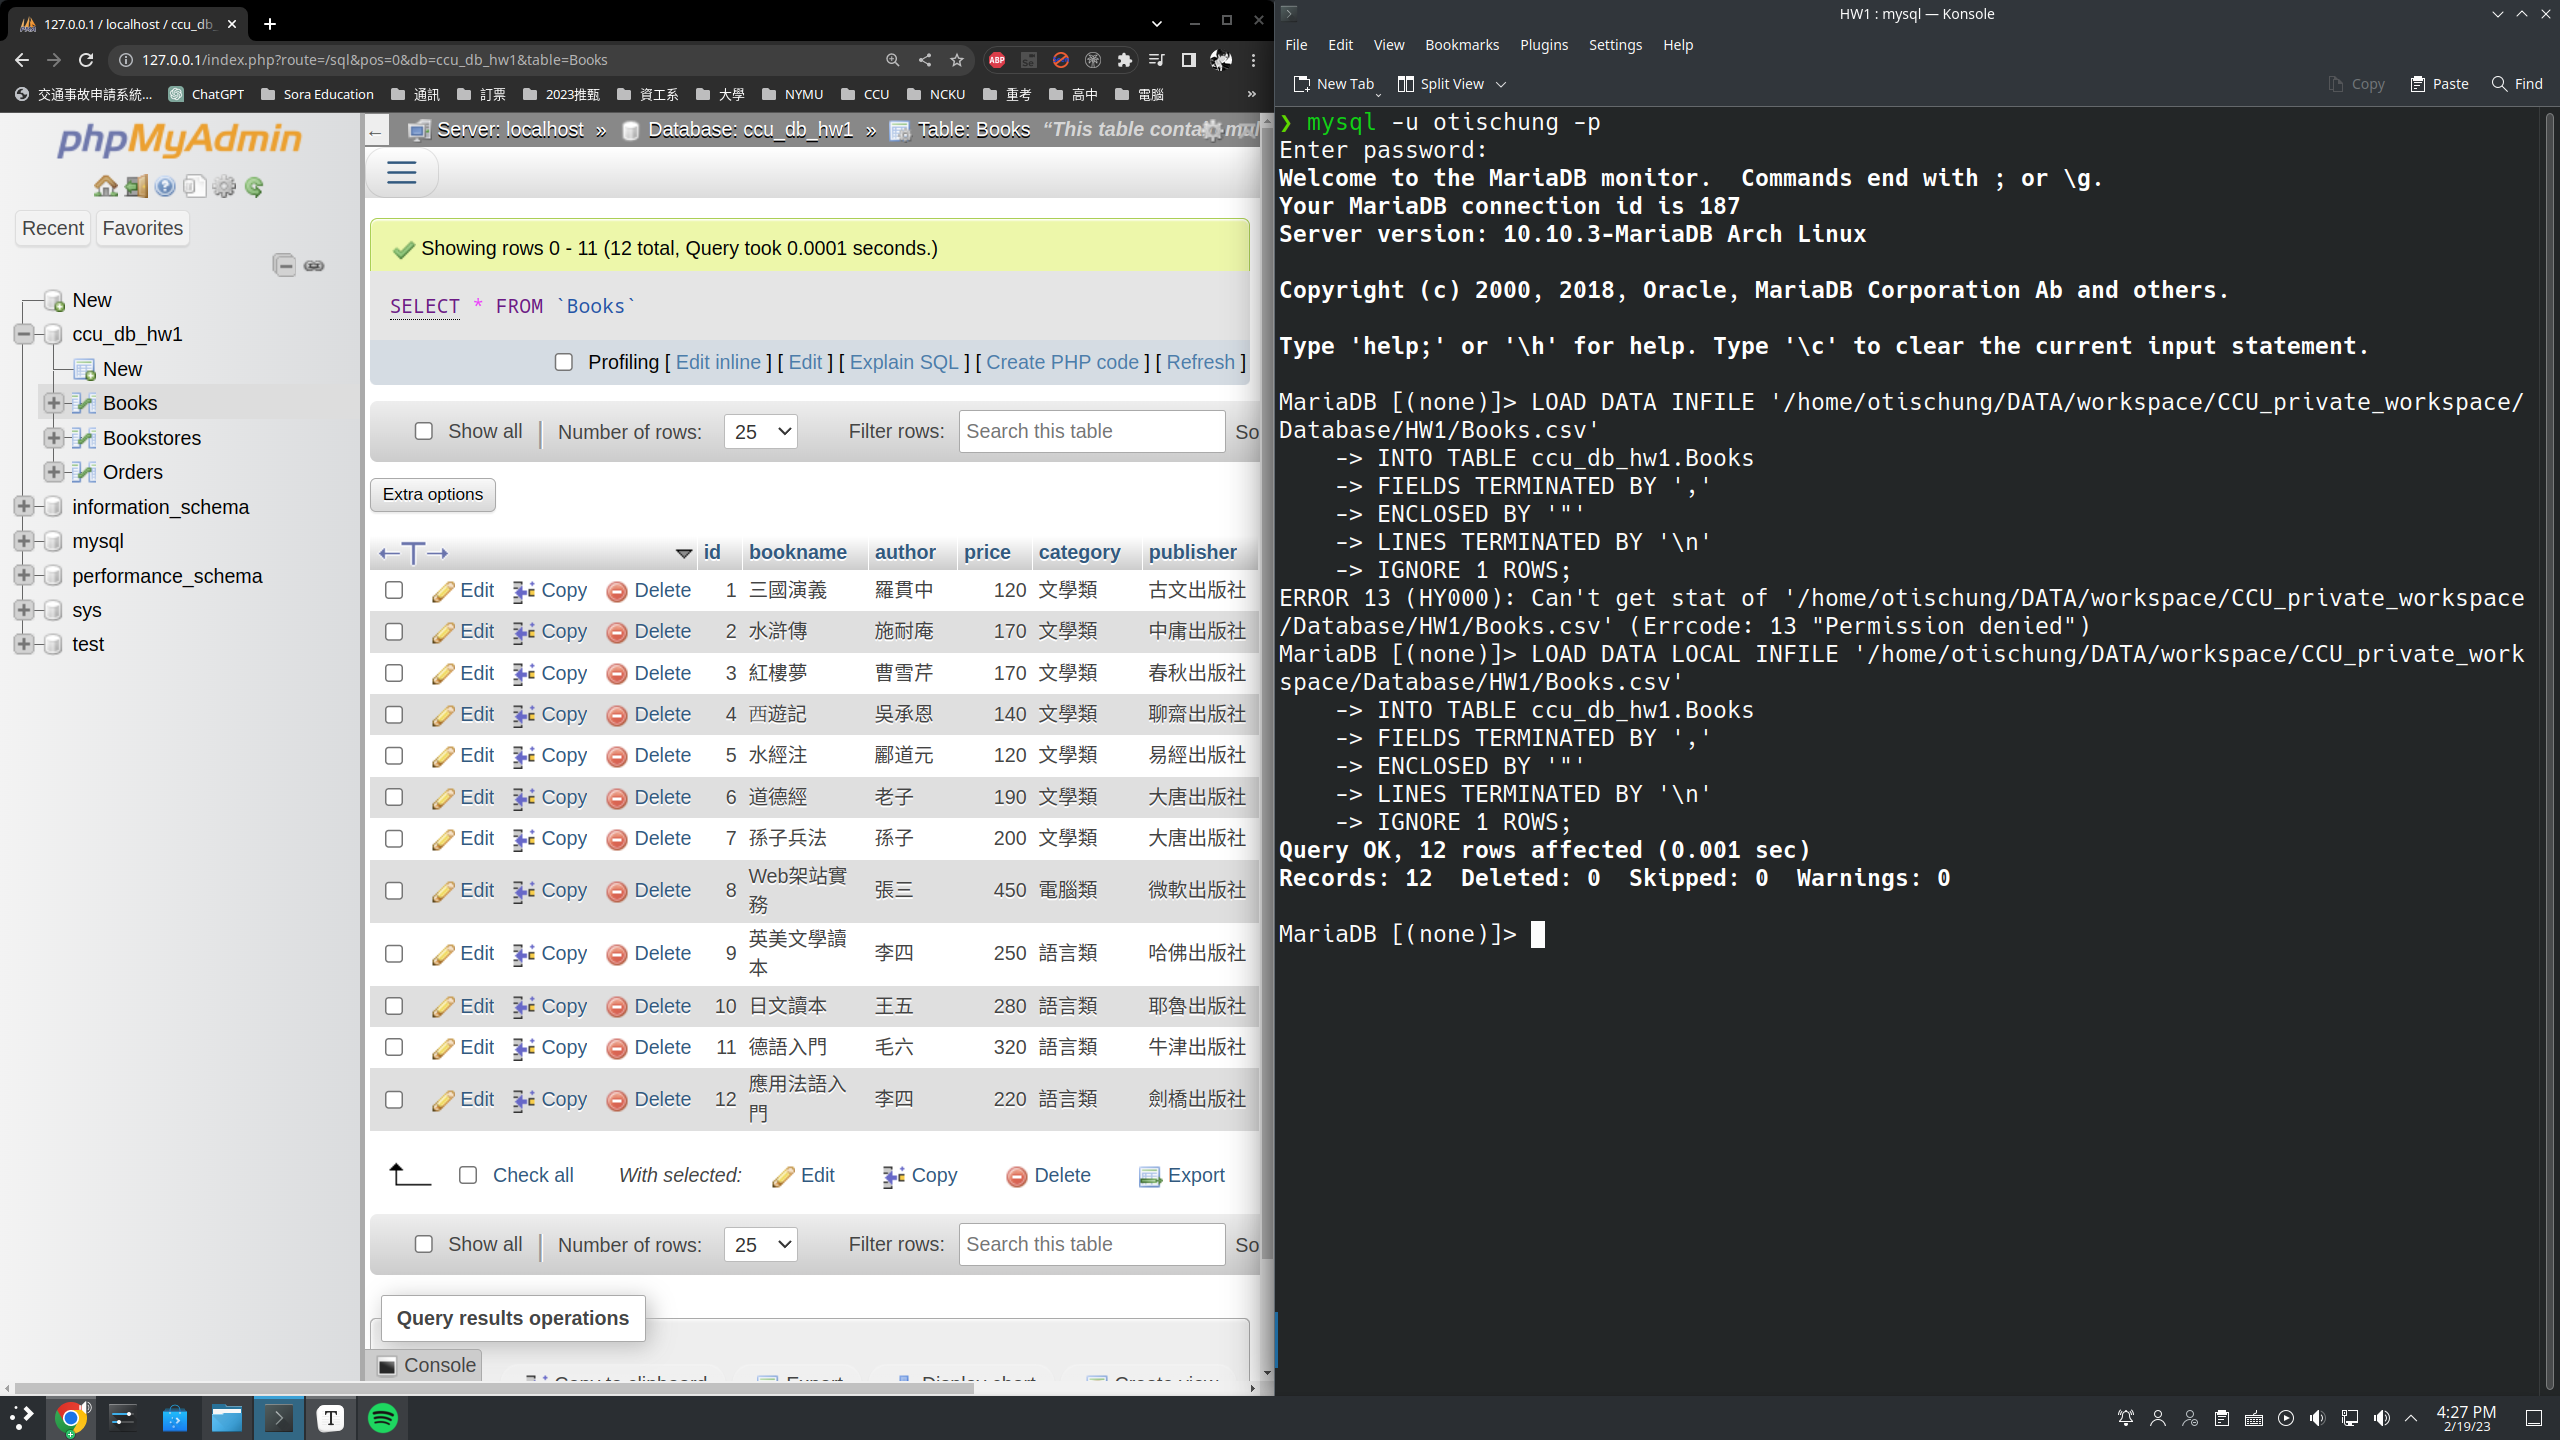 127.0.0.1 / localhost / ccu_db_
127.0.0.1/index.php?route=/sql&pos=0&db=ccu_db_hw1&table=Books
交通事故申請系統... ChatGPT Sora Education 通訊 訂票 2023推甄 資工系 大學 NYMU CCU NCKU 重考 高中 電腦 »
phpMyAdmin
Recent Favorites
New
ccu_db_hw1
New
Books
Bookstores
Orders
information_schema
mysql
performance_schema
sys
test
← Server: localhost » Database: ccu_db_hw1 » Table: Books “This table contai
Showing rows 0 - 11 (12 total, Query took 0.0001 seconds.)
SELECT * FROM `Books`
Profiling [ Edit inline ] [ Edit ] [ Explain SQL ] [ Create PHP code ] [ Refresh ]
Show all Number of rows: 25 Filter rows: Search this table So
Extra options
←T→ id bookname author price category publisher
Edit Copy Delete 1 三國演義 羅貫中 120 文學類 古文出版社
Edit Copy Delete 2 水滸傳 施耐庵 170 文學類 中庸出版社
Edit Copy Delete 3 紅樓夢 曹雪芹 170 文學類 春秋出版社
Edit Copy Delete 4 西遊記 吳承恩 140 文學類 聊齋出版社
Edit Copy Delete 5 水經注 酈道元 120 文學類 易經出版社
Edit Copy Delete 6 道德經 老子 190 文學類 大唐出版社
Edit Copy Delete 7 孫子兵法 孫子 200 文學類 大唐出版社
Edit Copy Delete 8 Web架站實務 張三 450 電腦類 微軟出版社
Edit Copy Delete 9 英美文學讀本 李四 250 語言類 哈佛出版社
Edit Copy Delete 10 日文讀本 王五 280 語言類 耶魯出版社
Edit Copy Delete 11 德語入門 毛六 320 語言類 牛津出版社
Edit Copy Delete 12 應用法語入門 李四 220 語言類 劍橋出版社
Check all With selected: Edit Copy Delete Export
Show all Number of rows: 25 Filter rows: Search this table So
Query results operations
Console
Copy to clipboard Export Display chart Create view
HW1 : mysql — Konsole
File Edit View Bookmarks Plugins Settings Help
New Tab Split View Copy Paste Find
❯ mysql -u otischung -p
Enter password:
Welcome to the MariaDB monitor.  Commands end with ; or \g.
Your MariaDB connection id is 187
Server version: 10.10.3-MariaDB Arch Linux
Copyright (c) 2000, 2018, Oracle, MariaDB Corporation Ab and others.
Type 'help;' or '\h' for help. Type '\c' to clear the current input statement.
MariaDB [(none)]> LOAD DATA INFILE '/home/otischung/DATA/workspace/CCU_private_workspace/
Database/HW1/Books.csv'
    -> INTO TABLE ccu_db_hw1.Books
    -> FIELDS TERMINATED BY ','
    -> ENCLOSED BY '"'
    -> LINES TERMINATED BY '\n'
    -> IGNORE 1 ROWS;
ERROR 13 (HY000): Can't get stat of '/home/otischung/DATA/workspace/CCU_private_workspace
/Database/HW1/Books.csv' (Errcode: 13 "Permission denied")
MariaDB [(none)]> LOAD DATA LOCAL INFILE '/home/otischung/DATA/workspace/CCU_private_work
space/Database/HW1/Books.csv'
    -> INTO TABLE ccu_db_hw1.Books
    -> FIELDS TERMINATED BY ','
    -> ENCLOSED BY '"'
    -> LINES TERMINATED BY '\n'
    -> IGNORE 1 ROWS;
Query OK, 12 rows affected (0.001 sec)
Records: 12  Deleted: 0  Skipped: 0  Warnings: 0
MariaDB [(none)]>
4:27 PM
2/19/23